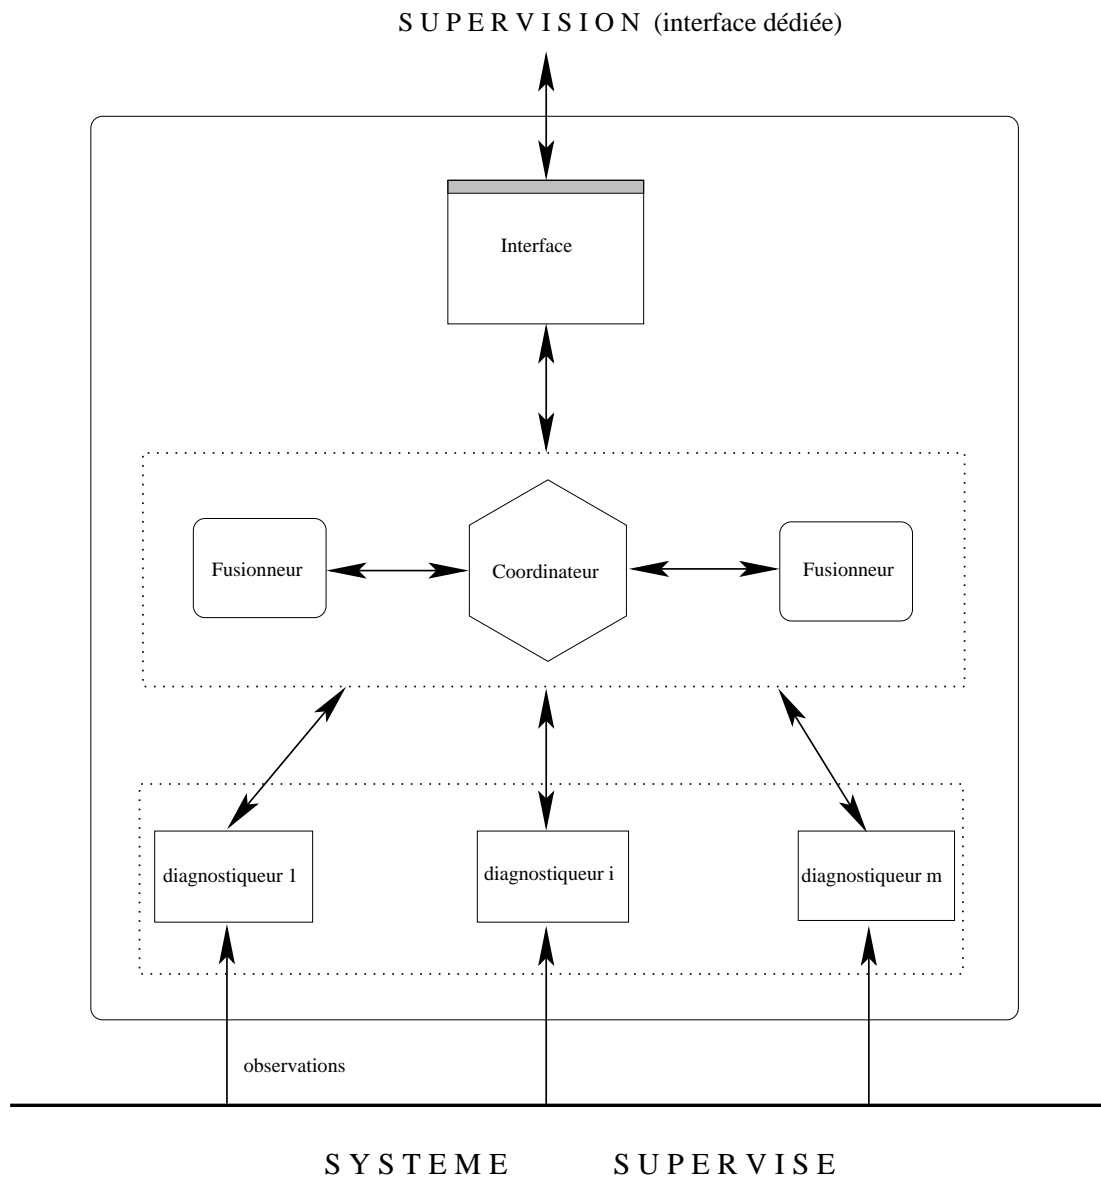 S U P E R V I S I O N (interface dédiée)
Interface
Fusionneur
Coordinateur
Fusionneur
diagnostiqueur 1
diagnostiqueur i
diagnostiqueur m
observations
S Y S T E M E S U P E R V I S E